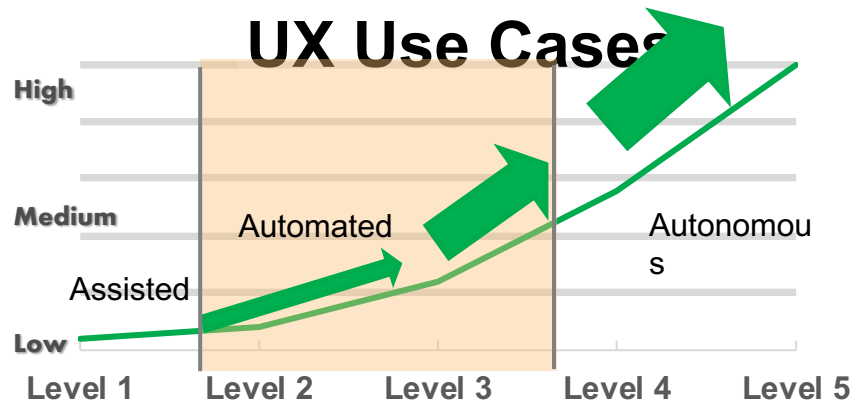 UX Use Cases
High
Medium
Automated
Autonomou
s
Assisted
Low
Level 1
Level 2
Level 3
Level 4
Level 5